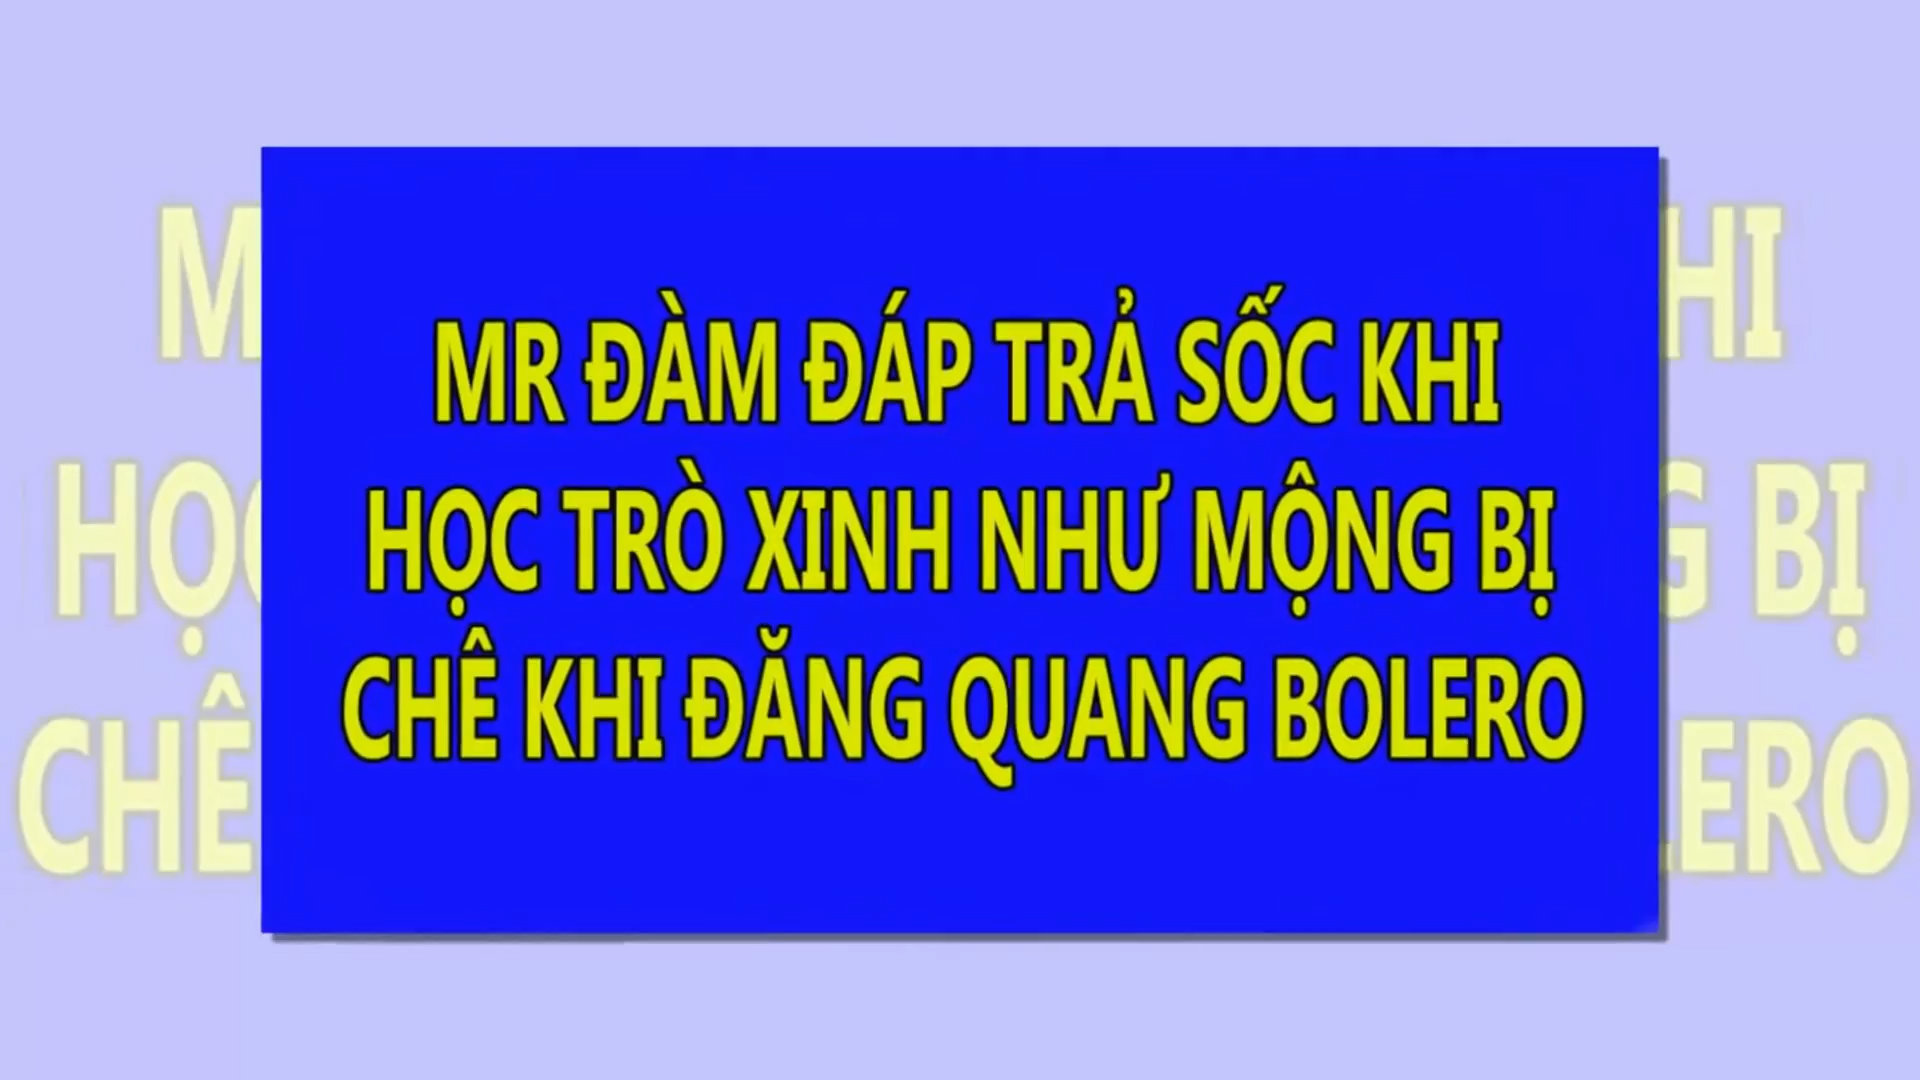 MR ĐÀM ĐÁP TRẢ SỐC KHI
HỌC TRÒ XINH NHƯ MỘNG BỊ
CHÊ KHI ĐĂNG QUANG BOLERO